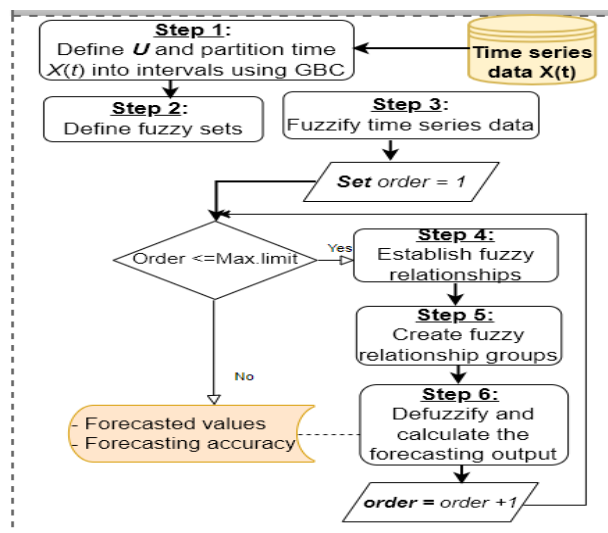 Step 1:
Define U and partition time
X(t) into intervals using GBC
Time series
data X(t)
Step 2:
Define fuzzy sets
Step 3:
Fuzzify time series data
Set order = 1
Order <=Max.limit
Yes
Step 4:
Establish fuzzy
relationships
Step 5:
Create fuzzy
relationship groups
No
Step 6:
Defuzzify and
calculate the
forecasting output
- Forecasted values
- Forecasting accuracy
order = order +1